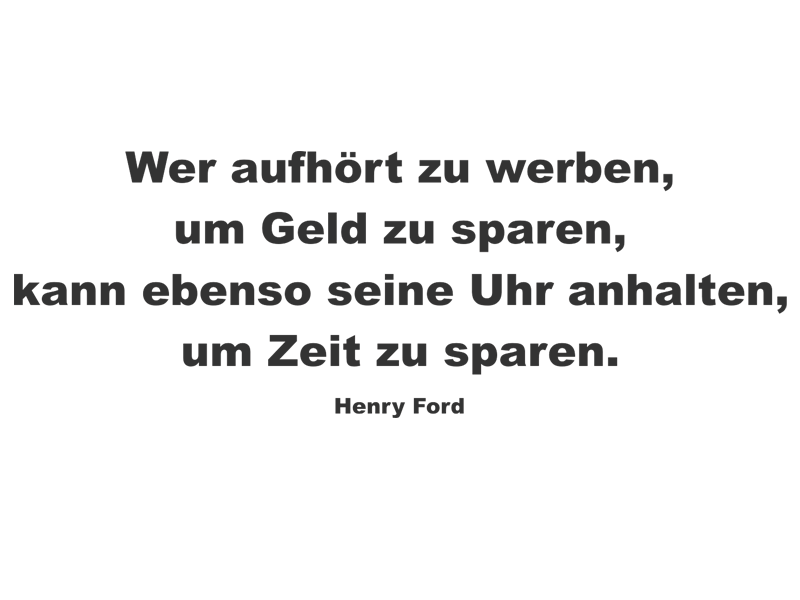 Wer aufhört zu werben,
um Geld zu sparen,
kann ebenso seine Uhr anhalten,
um Zeit zu sparen.
Henry Ford